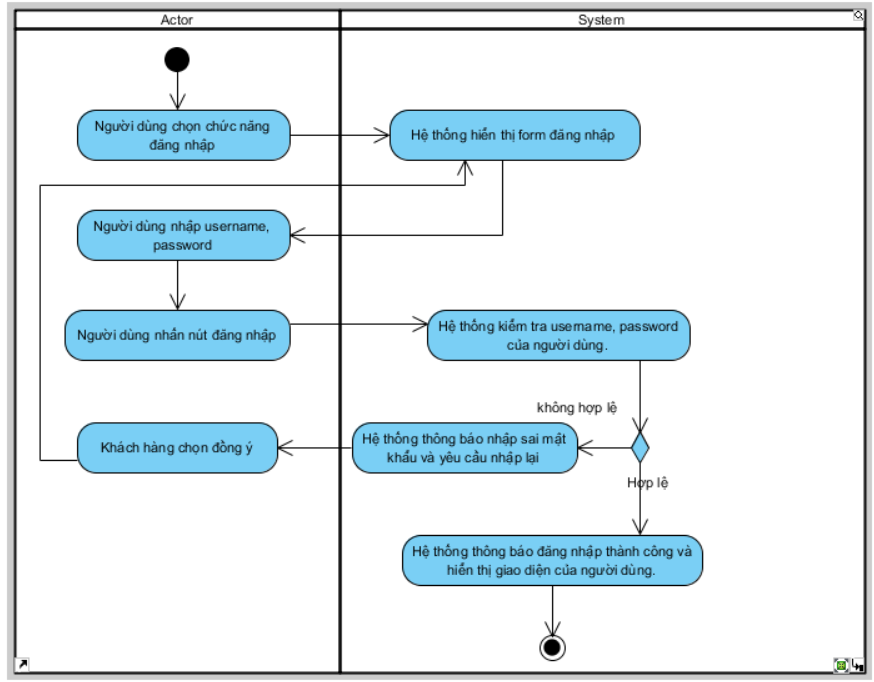 Actor
System
Người dùng chọn chức năng
đăng nhập
Hệ thống hiển thị form đăng nhập
Người dùng nhập username,
password
Người dùng nhấn nút đăng nhập
Hệ thống kiểm tra username, password
của người dùng.
không hợp lệ
Khách hàng chọn đồng ý
Hệ thống thông báo nhập sai mật
khẩu và yêu cầu nhập lại
Hợp lệ
Hệ thống thông báo đăng nhập thành công và
hiển thị giao diện của người dùng.